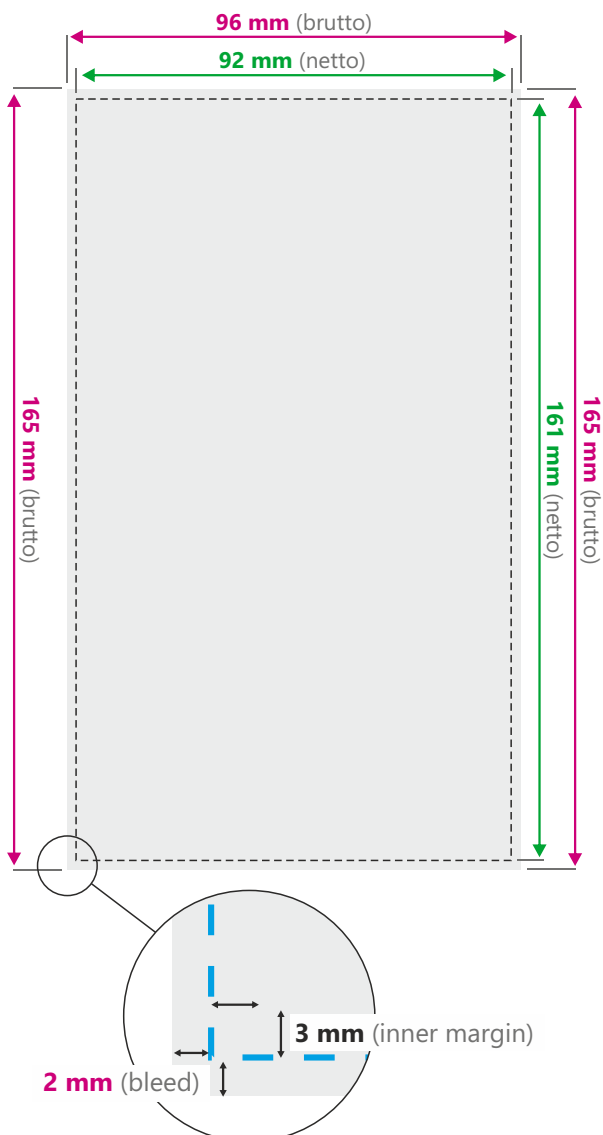 96 mm (brutto)
92 mm (netto)
165 mm (brutto)
161 mm (netto)
165 mm (brutto)
3 mm (inner margin)
2 mm (bleed)